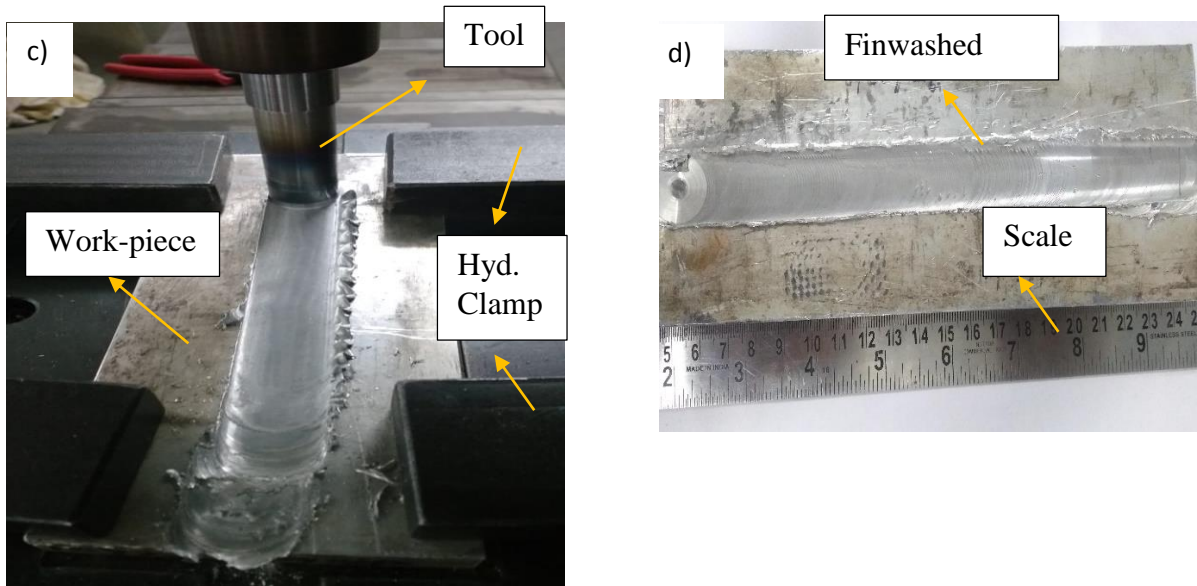 c)
Tool
Work-piece
Hyd.
Clamp
d)
Finwashed
Scale
5 6 7 8 9 10 11 12 13 14 15 16 17 18 19 20 21 22 23 24 2
STAINLESS STEEL
MADE IN INDIA
2 3 4 5 6 7 8 9